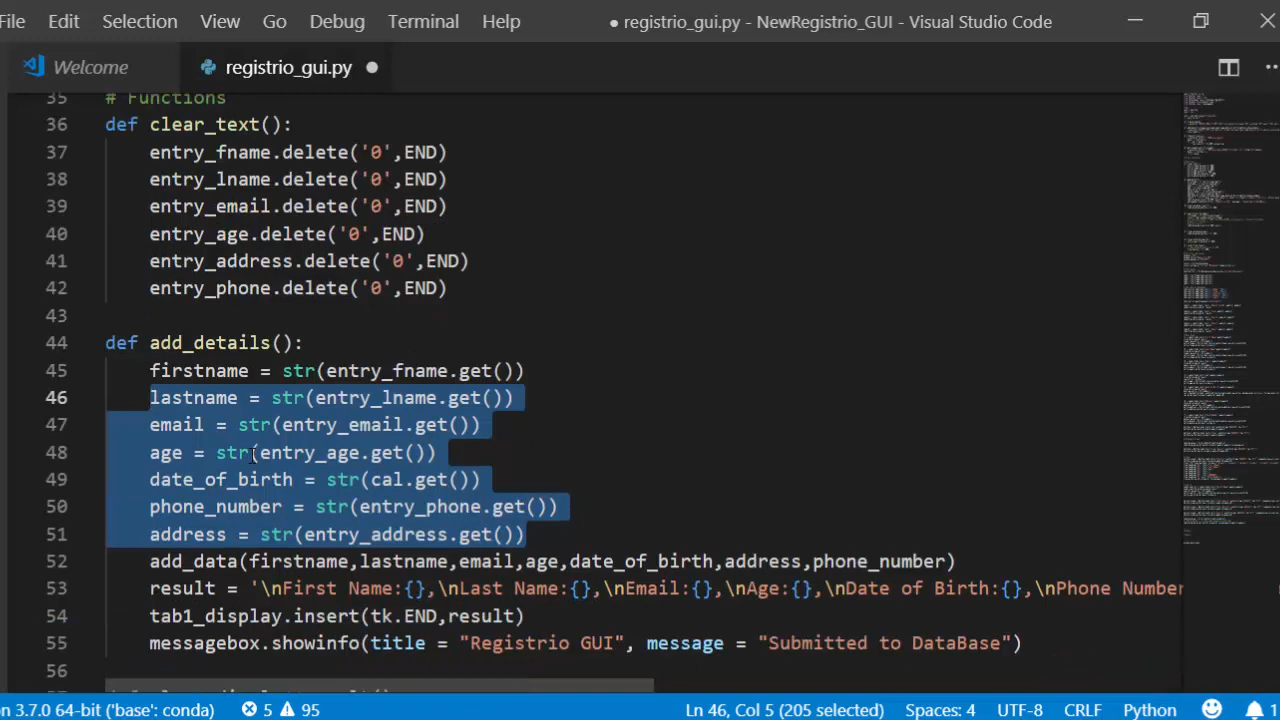 File Edit Selection View Go Debug Terminal Help ● registrio_gui.py - NewRegistrio_GUI - Visual Studio Code
Welcome registrio_gui.py
35 # Functions
36 def clear_text():
37 entry_fname.delete('0',END)
38 entry_lname.delete('0',END)
39 entry_email.delete('0',END)
40 entry_age.delete('0',END)
41 entry_address.delete('0',END)
42 entry_phone.delete('0',END)
43
44 def add_details():
45 firstname = str(entry_fname.get())
46 lastname = str(entry_lname.get())
47 email = str(entry_email.get())
48 age = str(entry_age.get())
49 date_of_birth = str(cal.get())
50 phone_number = str(entry_phone.get())
51 address = str(entry_address.get())
52 add_data(firstname,lastname,email,age,date_of_birth,address,phone_number)
53 result = '\nFirst Name:{},\nLast Name:{},\nEmail:{},\nAge:{},\nDate of Birth:{},\nPhone Number
54 tab1_display.insert(tk.END,result)
55 messagebox.showinfo(title = "Registrio GUI", message = "Submitted to DataBase")
56
n 3.7.0 64-bit ('base': conda) 5 95 Ln 46, Col 5 (205 selected) Spaces: 4 UTF-8 CRLF Python 1